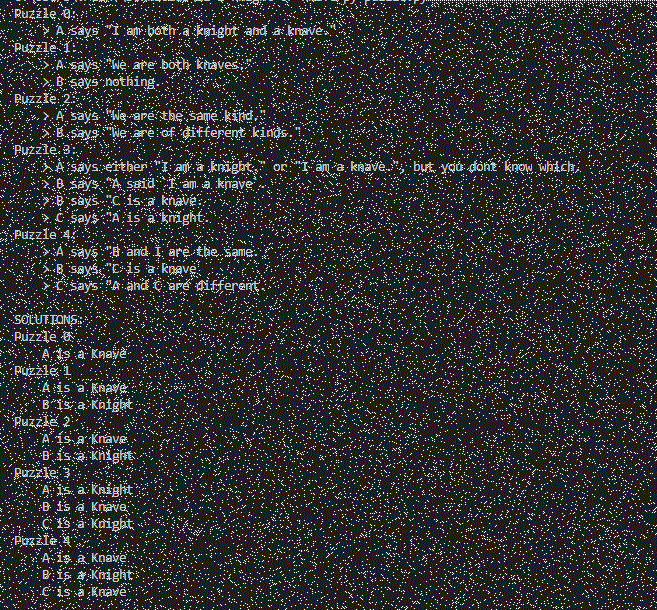 Puzzle 0:
> A says "I am both a knight and a knave."
Puzzle 1:
> A says "We are both knaves."
> B says nothing.
Puzzle 2:
> A says "We are the same kind."
> B says "We are of different kinds."
Puzzle 3:
> A says either "I am a knight." or "I am a knave.", but you dont know which.
> B says "A said 'I am a knave'.
> B says "C is a knave.
> C says "A is a knight.
Puzzle 4:
> A says "B and I are the same.
> B says "C is a knave.
> C says "A and C are different.
SOLUTIONS:
Puzzle 0
A is a Knave
Puzzle 1
A is a Knave
B is a Knight
Puzzle 2
A is a Knave
B is a Knight
Puzzle 3
A is a Knight
B is a Knave
C is a Knight
Puzzle 4
A is a Knave
B is a Knight
C is a Knave